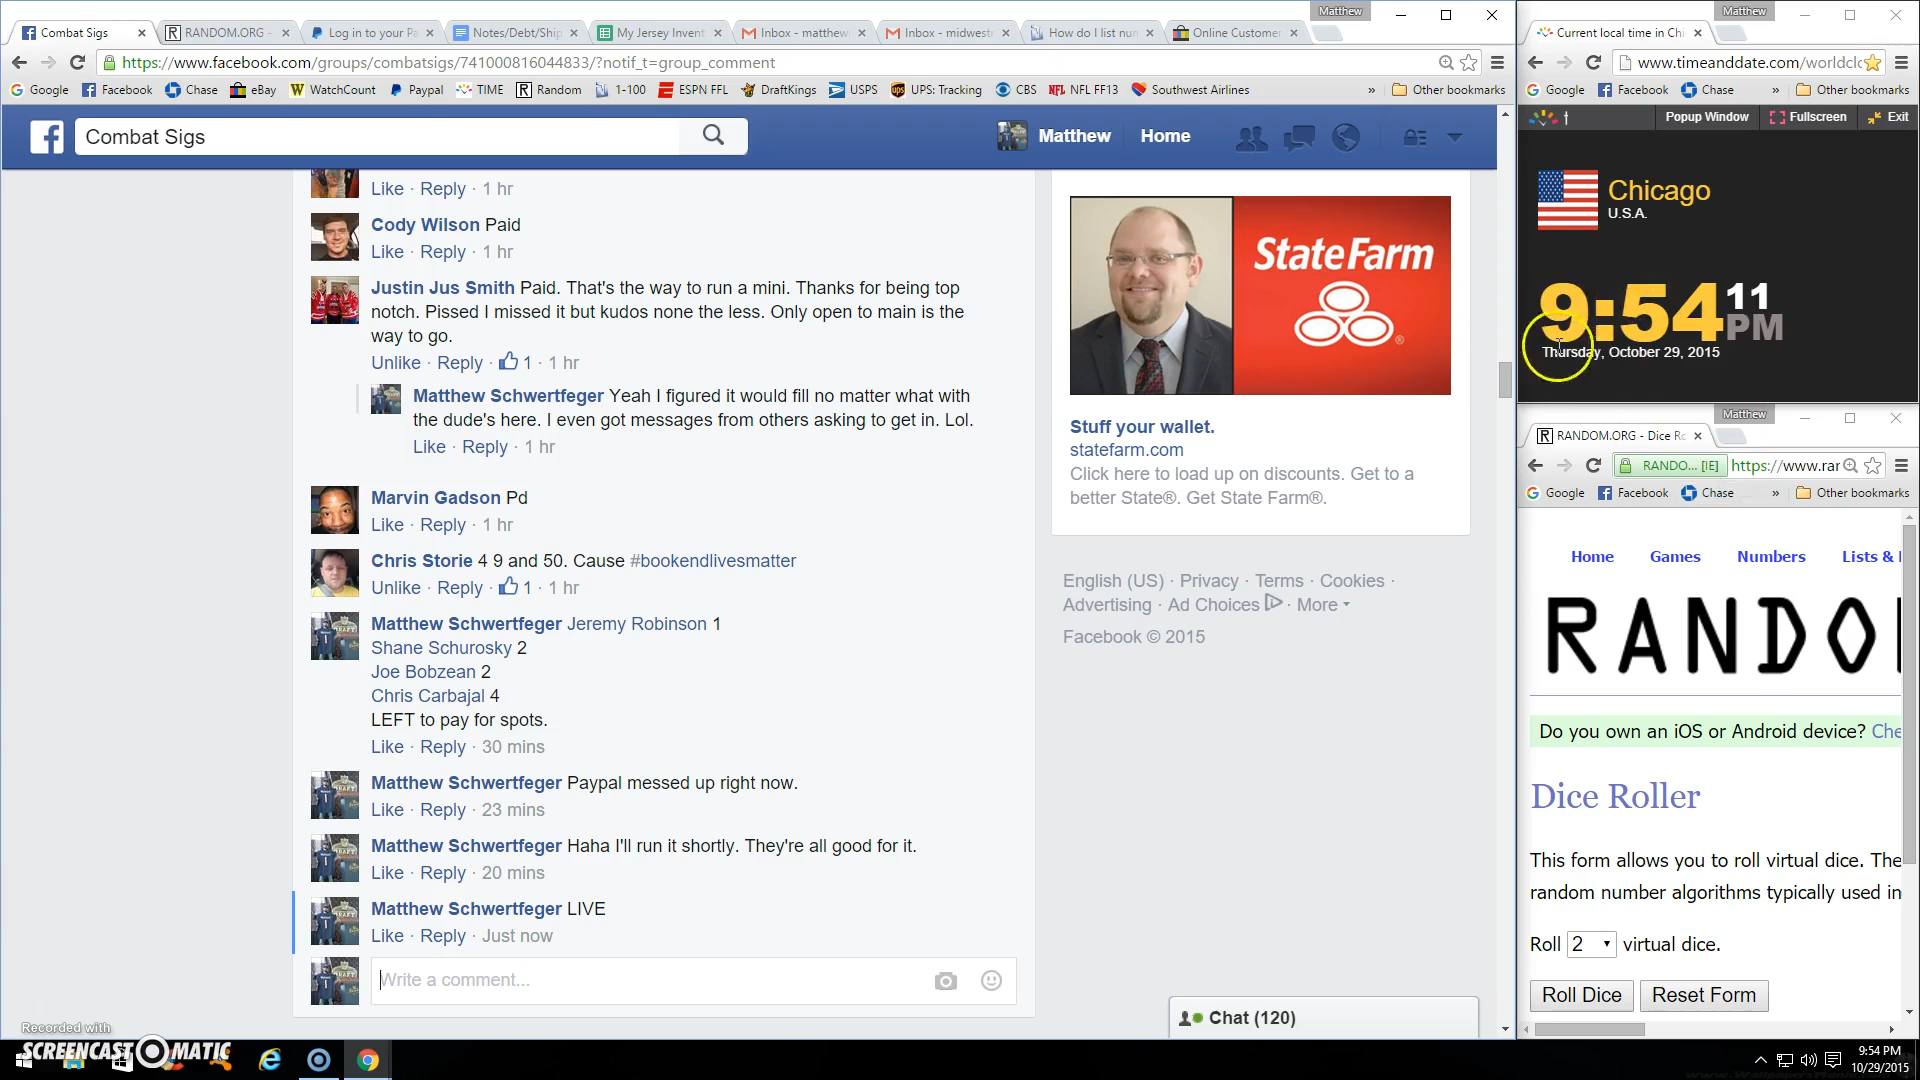 Matthew
Matthew
Combat Sigs
RANDOM.ORG -
Log in to your Pa
Notes/Debt/Ship
My Jersey Invent
Inbox - matthew
Inbox - midwest
How do I list nun
Online Customer
Current local time in Chi
https://www.facebook.com/groups/combatsigs/741000816044833/?notif_t=group_comment
www.timeanddate.com/worldclo
Google
Facebook
Chase
eBay
WatchCount
Paypal
TIME
Random
1-100
ESPN FFL
DraftKings
USPS
UPS: Tracking
CBS
NFL FF13
Southwest Airlines
»
Other bookmarks
Google
Facebook
Chase
»
Other bookmarks
Combat Sigs
Matthew
Home
Popup Window
Fullscreen
Exit
Chicago
U.S.A.
9:54 11 PM
Thursday, October 29, 2015
Like · Reply · 1 hr
Cody Wilson Paid
Like · Reply · 1 hr
Justin Jus Smith Paid. That's the way to run a mini. Thanks for being top
notch. Pissed I missed it but kudos none the less. Only open to main is the
way to go.
Unlike · Reply · 1 · 1 hr
Matthew Schwertfeger Yeah I figured it would fill no matter what with
the dude's here. I even got messages from others asking to get in. Lol.
Like · Reply · 1 hr
Marvin Gadson Pd
Like · Reply · 1 hr
Chris Storie 4 9 and 50. Cause #bookendlivesmatter
Unlike · Reply · 1 · 1 hr
Matthew Schwertfeger Jeremy Robinson 1
Shane Schurosky 2
Joe Bobzean 2
Chris Carbajal 4
LEFT to pay for spots.
Like · Reply · 30 mins
Matthew Schwertfeger Paypal messed up right now.
Like · Reply · 23 mins
Matthew Schwertfeger Haha I'll run it shortly. They're all good for it.
Like · Reply · 20 mins
Matthew Schwertfeger LIVE
Like · Reply · Just now
Write a comment...
StateFarm
Stuff your wallet.
statefarm.com
Click here to load up on discounts. Get to a
better State®. Get State Farm®.
English (US) · Privacy · Terms · Cookies ·
Advertising · Ad Choices · More
Facebook © 2015
Chat (120)
Matthew
RANDOM.ORG - Dice Ro
RANDO... [IE] https://www.rar
Google
Facebook
Chase
»
Other bookmarks
Home
Games
Numbers
Lists &
RANDO
Do you own an iOS or Android device? Che
Dice Roller
This form allows you to roll virtual dice. The
random number algorithms typically used in
Roll 2 virtual dice.
Roll Dice
Reset Form
Recorded with
SCREENCAST-O-MATIC
9:54 PM
10/29/2015